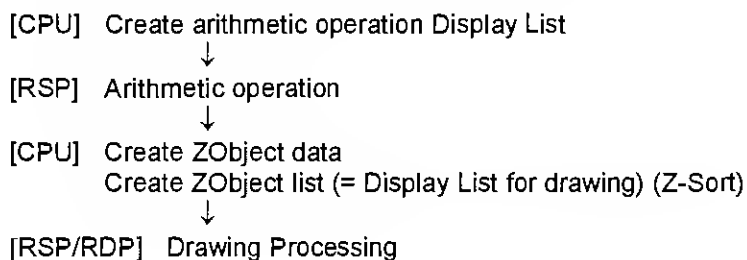 [CPU] Create arithmetic operation Display List
↓
[RSP] Arithmetic operation
↓
[CPU] Create ZObject data
Create ZObject list (= Display List for drawing) (Z-Sort)
↓
[RSP/RDP] Drawing Processing